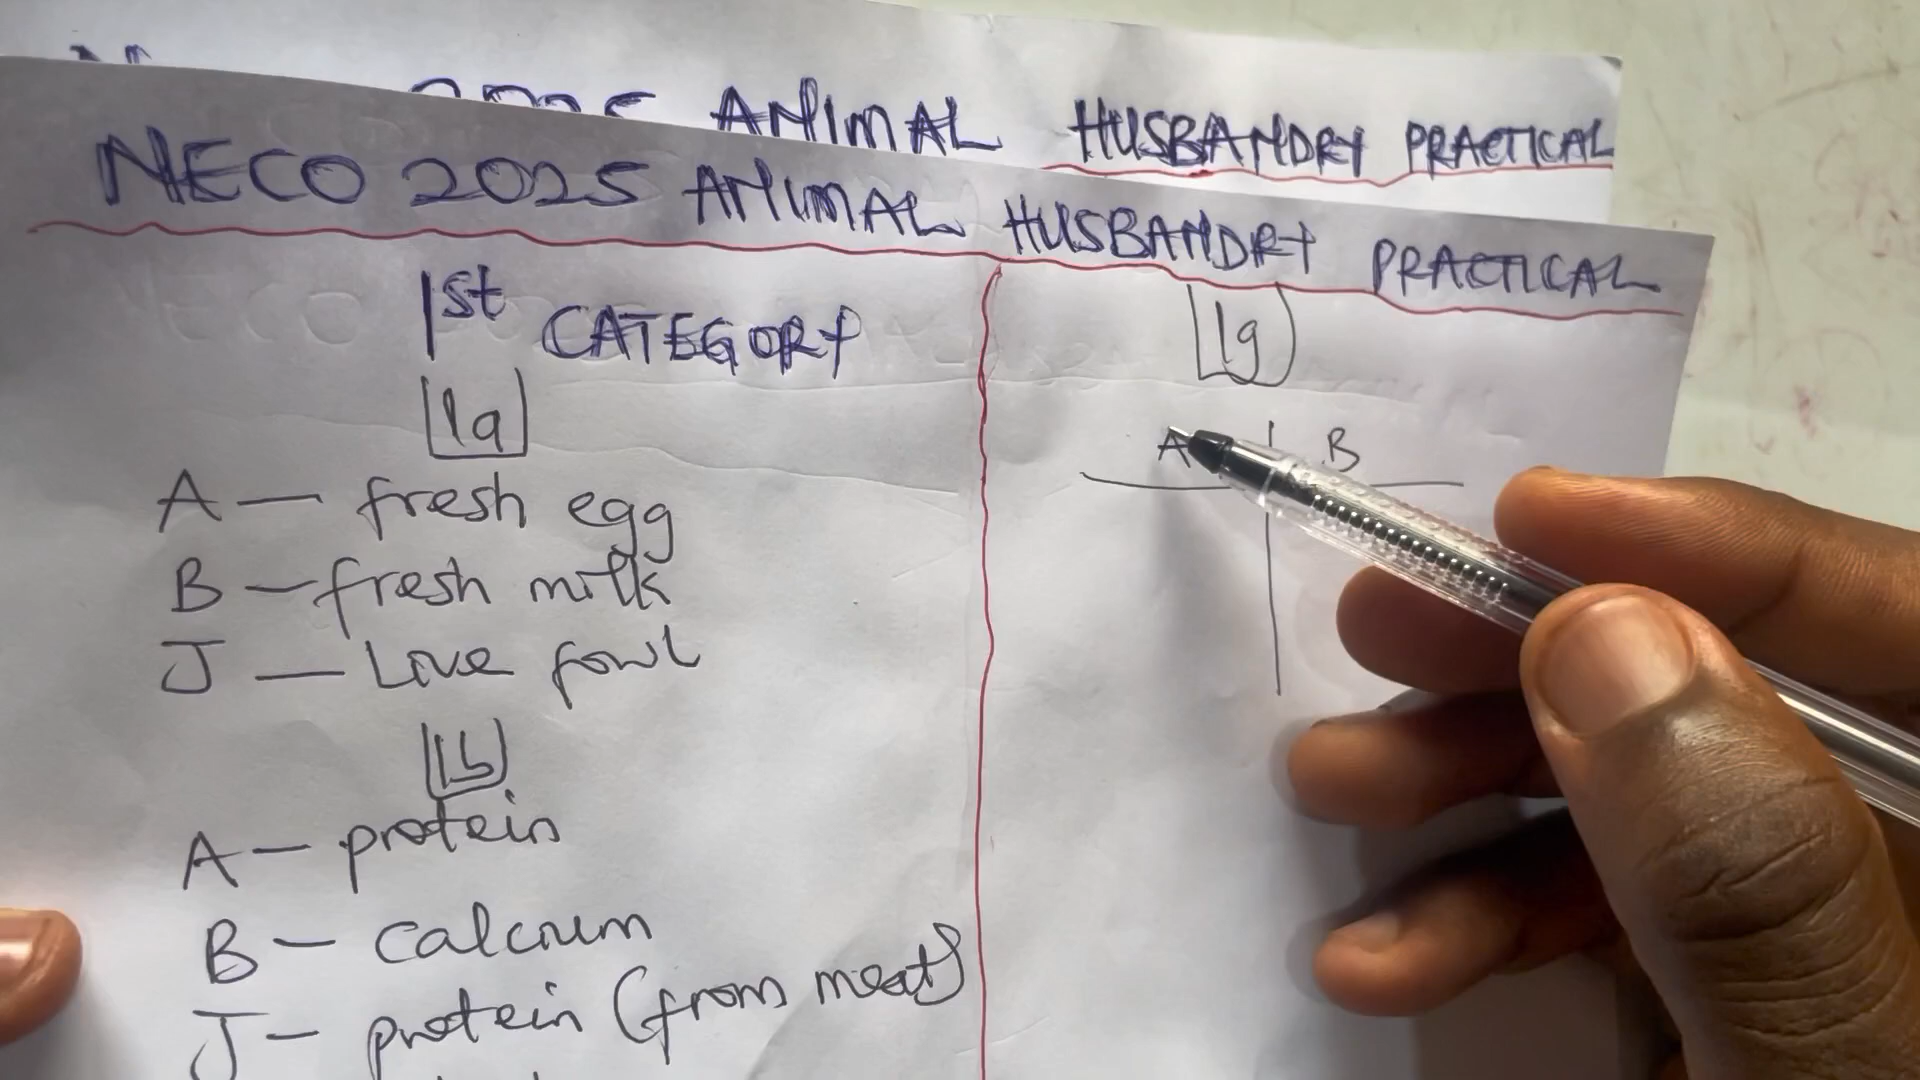 2025 ANIMAL HUSBANDRY PRACTICAL
NECO 2025 ANIMAL HUSBANDRY PRACTICAL
1st CATEGORY
1a
A — fresh egg
B — fresh milk
J — Live fowl
1b
A — protein
B — calcium
J — protein (from meat)
1g
A B